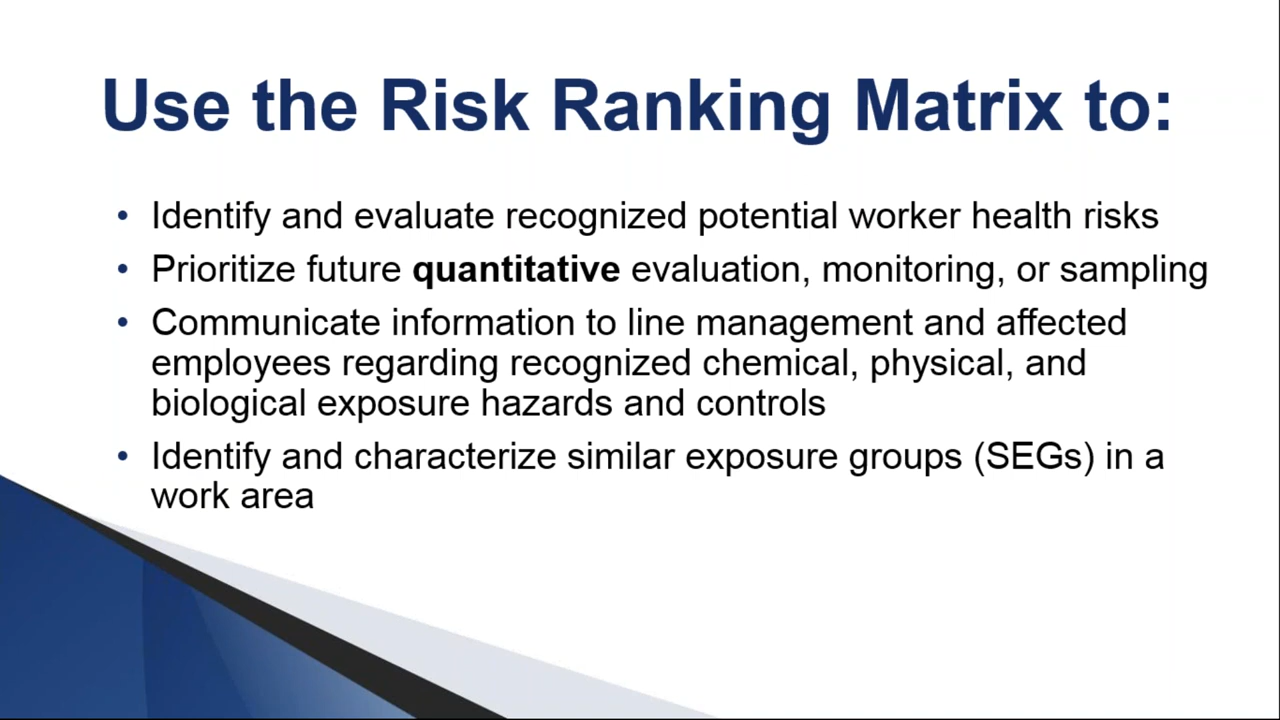 Use the Risk Ranking Matrix to:
• Identify and evaluate recognized potential worker health risks
• Prioritize future quantitative evaluation, monitoring, or sampling
• Communicate information to line management and affected
employees regarding recognized chemical, physical, and
biological exposure hazards and controls
• Identify and characterize similar exposure groups (SEGs) in a
work area